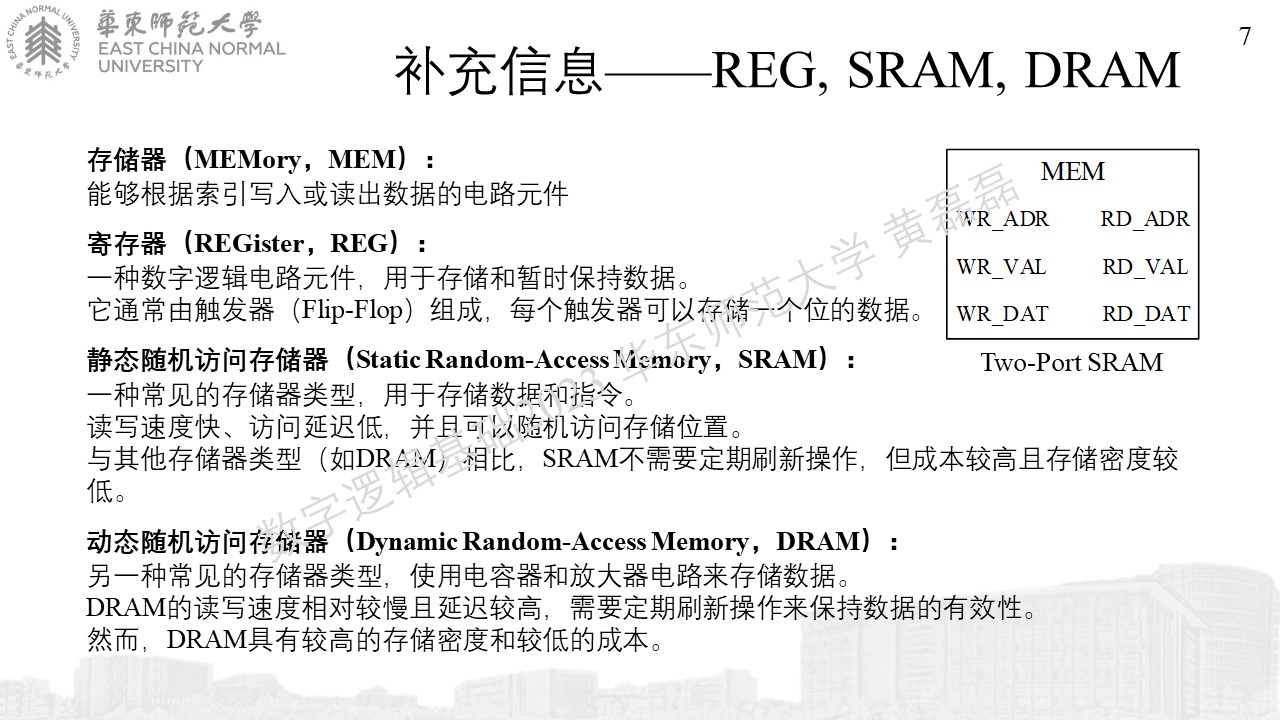 華東師範大學
EAST CHINA NORMAL
UNIVERSITY
EAST CHINA NORMAL UNIVERSITY
華東师范大学
7
补充信息——REG, SRAM, DRAM
存储器（MEMory，MEM）：
能够根据索引写入或读出数据的电路元件
寄存器（REGister，REG）：
一种数字逻辑电路元件，用于存储和暂时保持数据。
它通常由触发器（Flip-Flop）组成，每个触发器可以存储一个位的数据。
MEM
WR_ADR RD_ADR
WR_VAL RD_VAL
WR_DAT RD_DAT
Two-Port SRAM
静态随机访问存储器（Static Random-Access Memory，SRAM）：
一种常见的存储器类型，用于存储数据和指令。
读写速度快、访问延迟低，并且可以随机访问存储位置。
与其他存储器类型（如DRAM）相比，SRAM不需要定期刷新操作，但成本较高且存储密度较
低。
动态随机访问存储器（Dynamic Random-Access Memory，DRAM）：
另一种常见的存储器类型，使用电容器和放大器电路来存储数据。
DRAM的读写速度相对较慢且延迟较高，需要定期刷新操作来保持数据的有效性。
然而，DRAM具有较高的存储密度和较低的成本。
数字逻辑基础2023 华东师范大学 黄磊磊